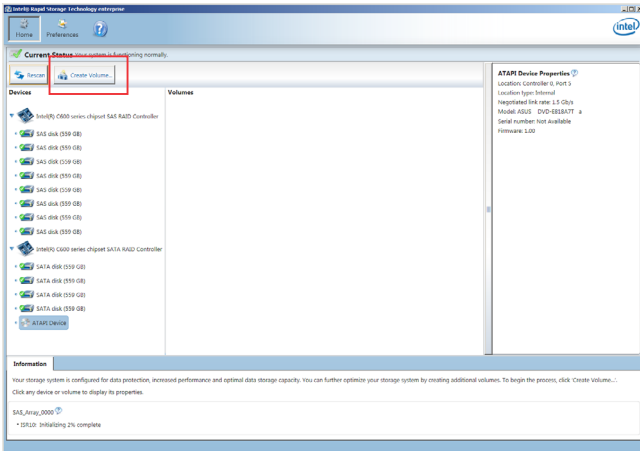 Intel® Rapid Storage Technology enterprise
Home
Preferences
intel
Current Status Your system is functioning normally.
Rescan
Create Volume...
Devices
Volumes
Intel(R) C600 series chipset SAS RAID Controller
SAS disk (559 GB)
SAS disk (559 GB)
SAS disk (559 GB)
SAS disk (559 GB)
SAS disk (559 GB)
SAS disk (559 GB)
SAS disk (559 GB)
SAS disk (559 GB)
Intel(R) C600 series chipset SATA RAID Controller
SATA disk (559 GB)
SATA disk (559 GB)
SATA disk (559 GB)
SATA disk (559 GB)
ATAPI Device
ATAPI Device Properties
Location: Controller 0, Port 5
Location type: Internal
Negotiated link rate: 1.5 Gb/s
Model: ASUS DVD-E818A7T a
Serial number: Not Available
Firmware: 1.00
Information
Your storage system is configured for data protection, increased performance and optimal data storage capacity. You can further optimize your storage system by creating additional volumes. To begin the process, click 'Create Volume...'.
Click any device or volume to display its properties.
SAS_Array_0000
• ISR10: Initializing 2% complete